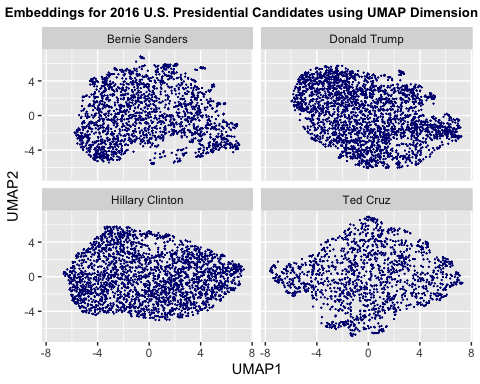 Embeddings for 2016 U.S. Presidential Candidates using UMAP Dimension
Bernie Sanders
Donald Trump
4
0
-4
Hillary Clinton
Ted Cruz
4
0
-4
UMAP2
-8 -4 0 4 8 -8 -4 0 4 8
UMAP1